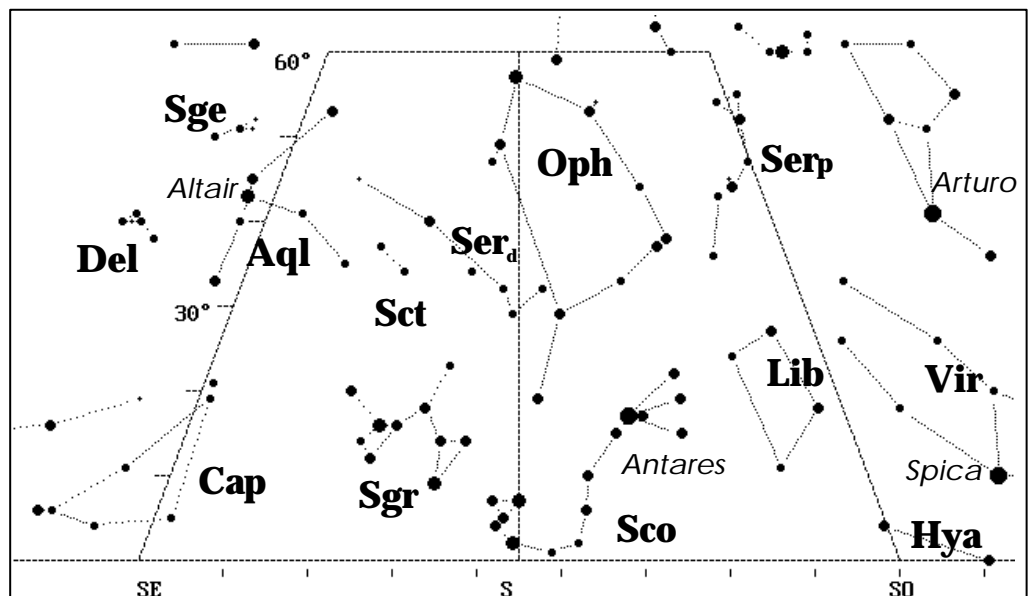 60°
Sge
Oph
Serp
Altair
Arturo
Del
Aql
Serd
30°
Sct
Lib
Vir
Cap
Sgr
Antares
Spica
Sco
Hya
SE
S
SO